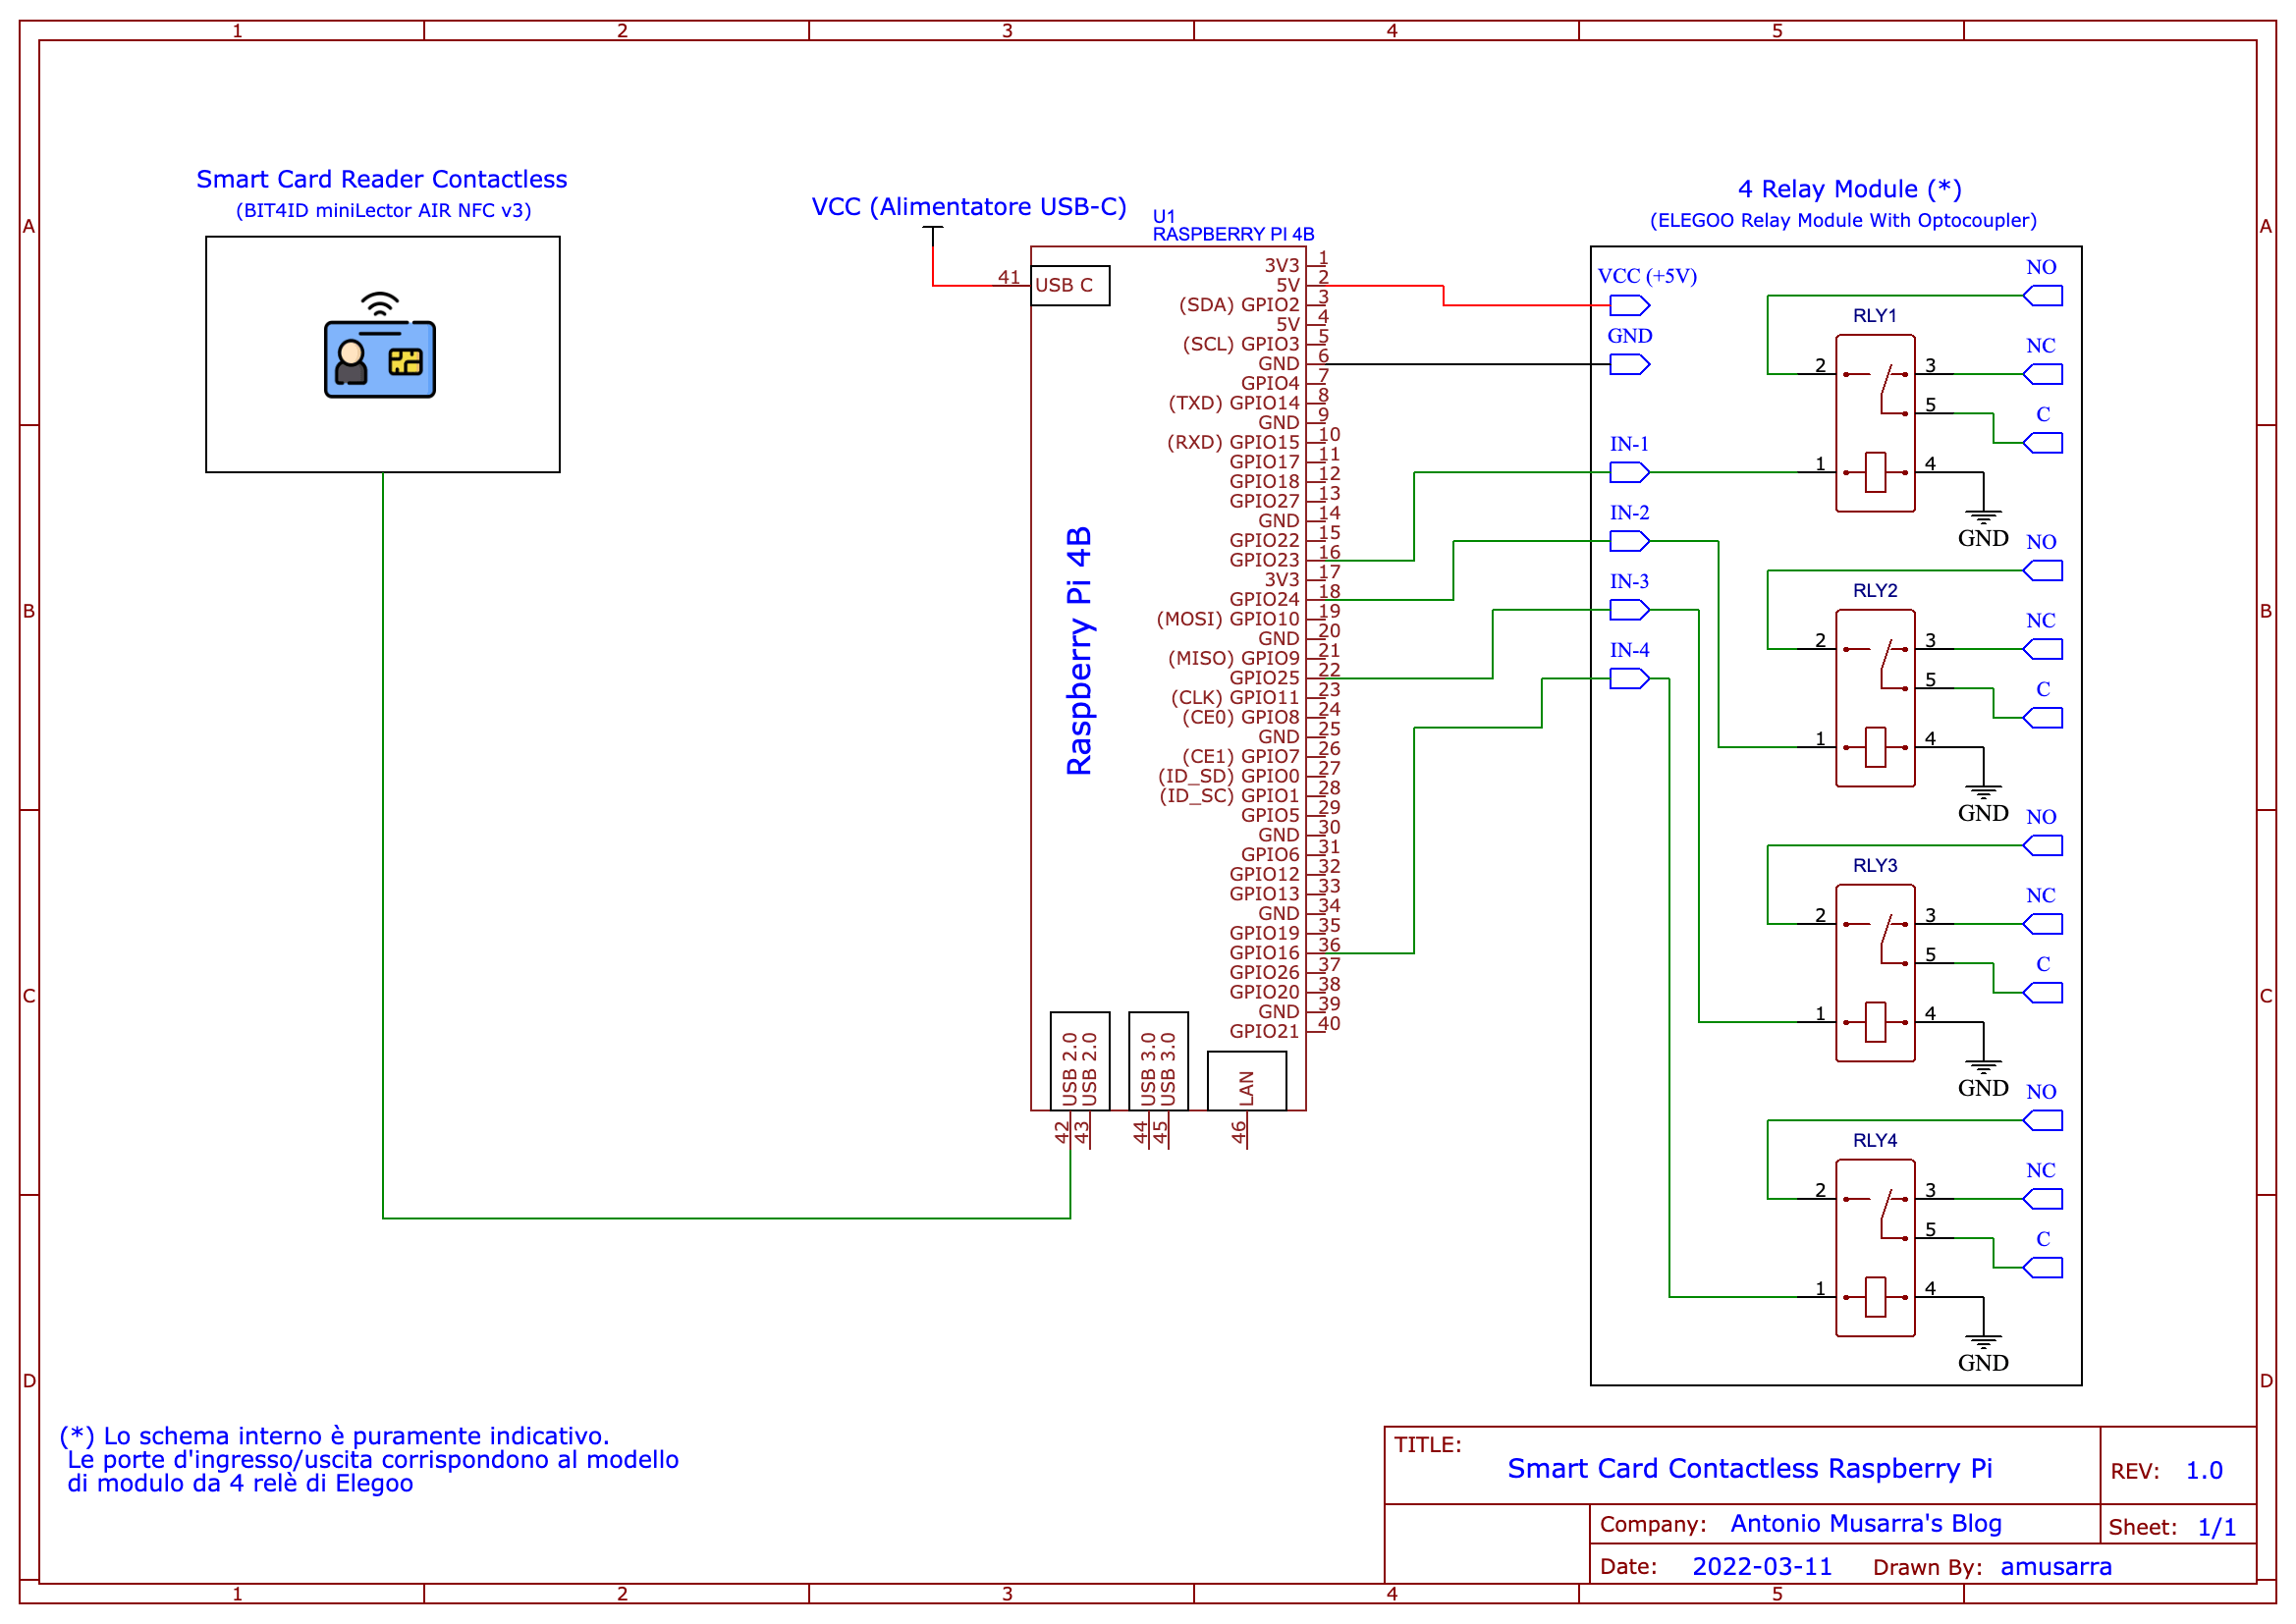 1 2 3 4 5
A
B
C
D
A
B
C
D
Smart Card Reader Contactless
(BIT4ID miniLector AIR NFC v3)
VCC (Alimentatore USB-C)
U1
RASPBERRY PI 4B
41 USB C
Raspberry Pi 4B
3V3 1
5V 2
(SDA) GPIO2 3
5V 4
(SCL) GPIO3 5
GND 6
GPIO4 7
(TXD) GPIO14 8
GND 9
(RXD) GPIO15 10
GPIO17 11
GPIO18 12
GPIO27 13
GND 14
GPIO22 15
GPIO23 16
3V3 17
GPIO24 18
(MOSI) GPIO10 19
GND 20
(MISO) GPIO9 21
GPIO25 22
(CLK) GPIO11 23
(CE0) GPIO8 24
GND 25
(CE1) GPIO7 26
(ID_SD) GPIO0 27
(ID_SC) GPIO1 28
GPIO5 29
GND 30
GPIO6 31
GPIO12 32
GPIO13 33
GND 34
GPIO19 35
GPIO16 36
GPIO26 37
GPIO20 38
GND 39
GPIO21 40
USB 2.0
USB 2.0
USB 3.0
USB 3.0
LAN
42
43
44
45
46
4 Relay Module (*)
(ELEGOO Relay Module With Optocoupler)
VCC (+5V)
GND
IN-1
IN-2
IN-3
IN-4
NO
RLY1
NC
2 3
5 C
1 4
GND
NO
RLY2
NC
2 3
5 C
1 4
GND
NO
RLY3
NC
2 3
5 C
1 4
GND
NO
RLY4
NC
2 3
5 C
1 4
GND
(*) Lo schema interno è puramente indicativo.
Le porte d'ingresso/uscita corrispondono al modello
di modulo da 4 relè di Elegoo
TITLE:
Smart Card Contactless Raspberry Pi
REV: 1.0
Company: Antonio Musarra's Blog
Sheet: 1/1
Date: 2022-03-11 Drawn By: amusarra
1 2 3 4 5